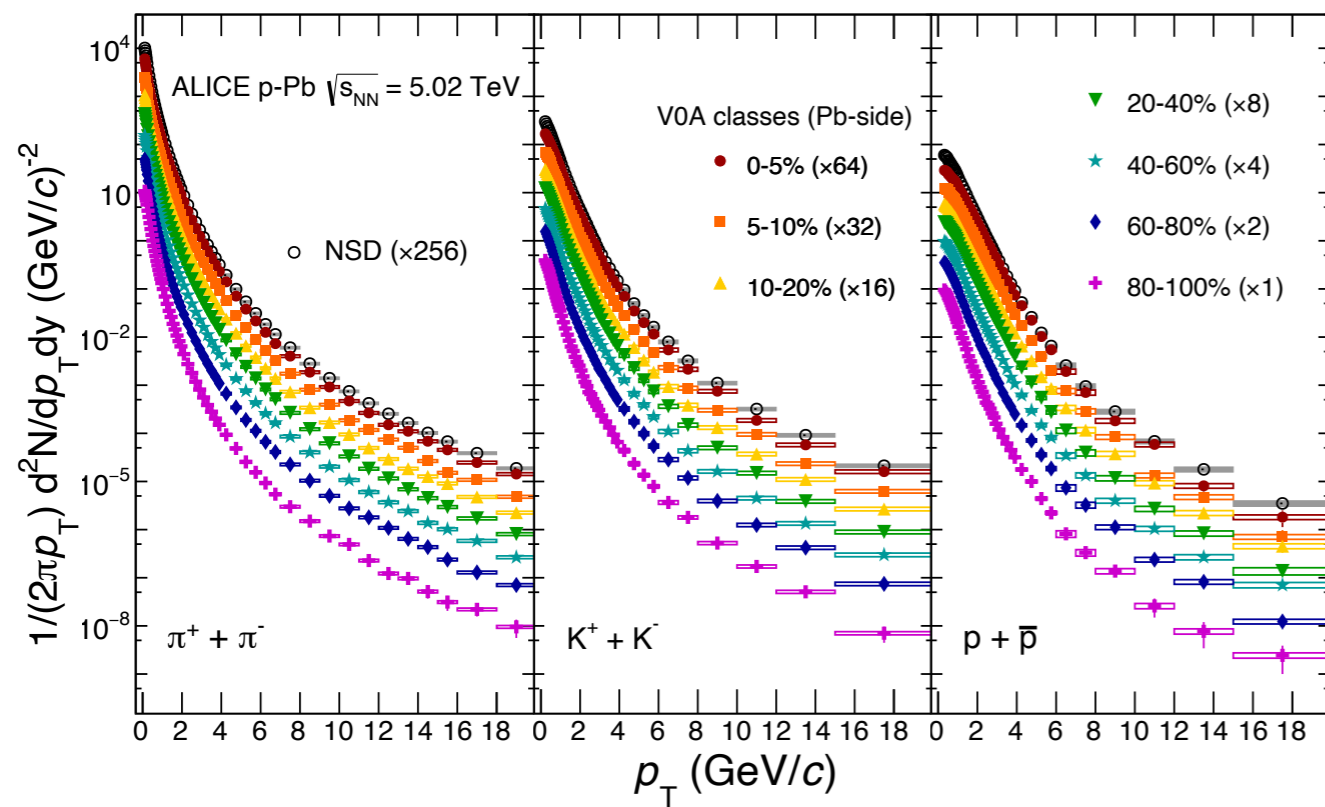 1/(2πp_T) d²N/dp_Tdy (GeV/c)⁻²
10⁴
10
10⁻²
10⁻⁵
10⁻⁸
ALICE p-Pb √s_NN = 5.02 TeV
NSD (×256)
π⁺ + π⁻
V0A classes (Pb-side)
0-5% (×64)
5-10% (×32)
10-20% (×16)
K⁺ + K⁻
20-40% (×8)
40-60% (×4)
60-80% (×2)
80-100% (×1)
p + p̅
0 2 4 6 8 10 12 14 16 18
0 2 4 6 8 10 12 14 16 18
0 2 4 6 8 10 12 14 16 18
p_T (GeV/c)